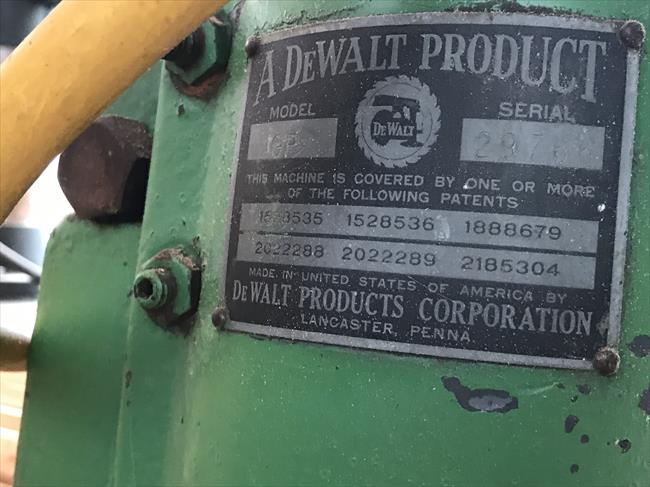 A DEWALT PRODUCT
MODEL
SERIAL
DEWALT
THIS MACHINE IS COVERED BY ONE OR MORE
OF THE FOLLOWING PATENTS
1528535 1528536 1888679
2022288 2022289 2185304
MADE IN UNITED STATES OF AMERICA BY
DEWALT PRODUCTS CORPORATION
LANCASTER, PENNA.